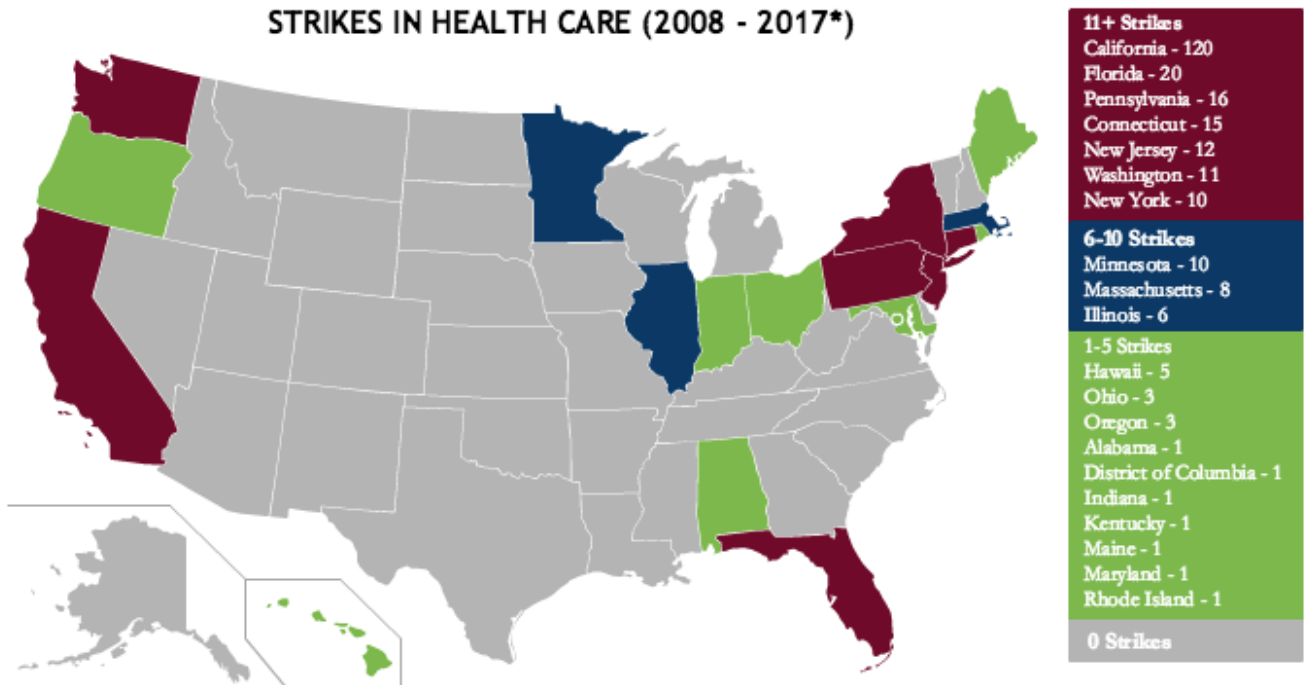 STRIKES IN HEALTH CARE (2008 - 2017*)
11+ Strikes
California - 120
Florida - 20
Pennsylvania - 16
Connecticut - 15
New Jersey - 12
Washington - 11
New York - 10
6-10 Strikes
Minnesota - 10
Massachusetts - 8
Illinois - 6
1-5 Strikes
Hawaii - 5
Ohio - 3
Oregon - 3
Alabama - 1
District of Columbia - 1
Indiana - 1
Kentucky - 1
Maine - 1
Maryland - 1
Rhode Island - 1
0 Strikes